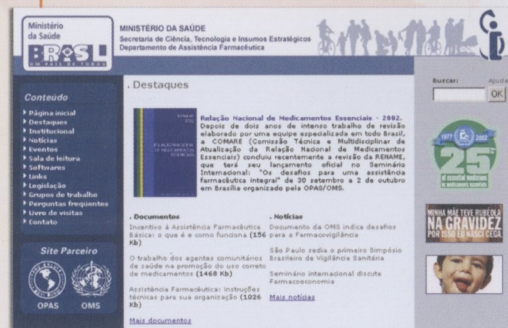 Ministério
da Saúde
BRASIL
UM PAÍS DE TODOS
MINISTÉRIO DA SAÚDE
Secretaria de Ciência, Tecnologia e Insumos Estratégicos
Departamento de Assistência Farmacêutica
Conteúdo
Página inicial
Destaques
Institucional
Notícias
Eventos
Sala de leitura
Softwares
Links
Legislação
Grupos de trabalho
Perguntas freqüentes
Livro de visitas
Contato
Site Parceiro
OPAS OMS
. Destaques
Relação Nacional de Medicamentos Essenciais - 2002.
Depois de dois anos de intenso trabalho de revisão
elaborado por uma equipe especializada em todo Brasil,
a COMARE (Comissão Técnica e Multidisciplinar de
Atualização da Relação Nacional de Medicamentos
Essenciais) concluiu recentemente a revisão da RENAME,
que terá seu lançamento oficial no Seminário
Internacional: "Os desafios para uma assistência
farmacêutica integral" de 30 setembro a 2 de outubro
em Brasília organizado pela OPAS/OMS.
. Documentos
Incentivo à Assistência Farmacêutica
Básica: o que é e como funciona (156
Kb)
O trabalho dos agentes comunitários
de saúde na promoção do uso correto
de medicamentos (1468 Kb)
Assistência Farmacêutica: instruções
técnicas para sua organização (1026
Kb)
Mais documentos
. Notícias
Documento da OMS indica desafios
para a Farmacovigilância
São Paulo sedia o primeiro Simpósio
Brasileiro de Vigilância Sanitária
Seminário internacional discute
Farmacoeconomia
Mais notícias
Buscar: Ajuda
OK
1977 2002
25
MINHA MÃE TEVE RUBÉOLA
NA GRAVIDEZ
POR ISSO EU NASCI CEGA.